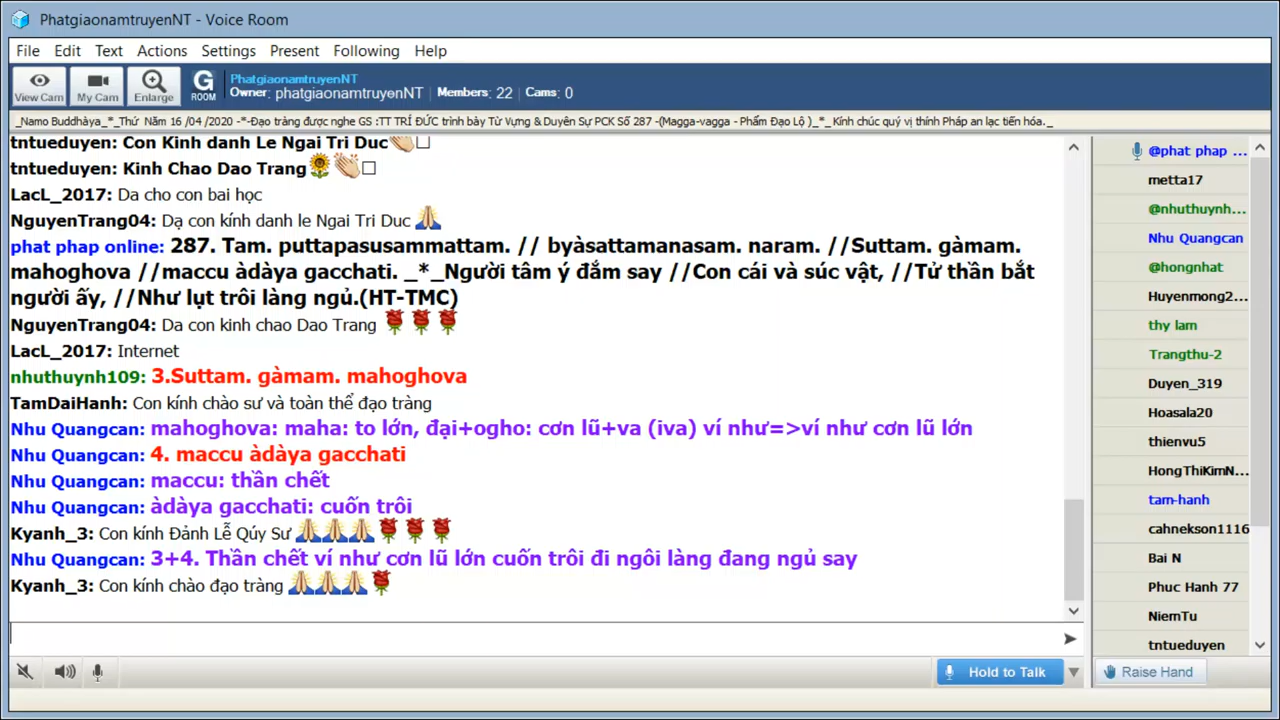 PhatgiaonamtruyenNT - Voice Room
File Edit Text Actions Settings Present Following Help
View Cam My Cam Enlarge G ROOM
PhatgiaonamtruyenNT
Owner: phatgiaonamtruyenNT Members: 22 Cams: 0
_Namo Buddhàya_*_Thứ Năm 16 /04 /2020 -*-Đạo tràng được nghe GS :TT TRÍ ĐỨC trình bày Từ Vựng & Duyên Sự PCK Số 287 -(Magga-vagga - Phẩm Đạo Lộ )_*_ Kính chúc quý vị thính Pháp an lạc tiến hóa._
tntueduyen: Con Kinh danh Le Ngai Tri Duc
tntueduyen: Kinh Chao Dao Trang
LacL_2017: Da cho con bai học
NguyenTrang04: Dạ con kính danh le Ngai Tri Duc
phat phap online: 287. Tam. puttapasusammattam. // byàsattamanasam. naram. //Suttam. gàmam.
mahoghova //maccu àdàya gacchati. _*_Người tâm ý đắm say //Con cái và súc vật, //Tử thần bắt
người ấy, //Như lụt trôi làng ngủ.(HT-TMC)
NguyenTrang04: Da con kinh chao Dao Trang
LacL_2017: Internet
nhuthuynh109: 3.Suttam. gàmam. mahoghova
TamDaiHanh: Con kính chào sư và toàn thể đạo tràng
Nhu Quangcan: mahoghova: maha: to lớn, đại+ogho: cơn lũ+va (iva) ví như=>ví như cơn lũ lớn
Nhu Quangcan: 4. maccu àdàya gacchati
Nhu Quangcan: maccu: thần chết
Nhu Quangcan: àdàya gacchati: cuốn trôi
Kyanh_3: Con kính Đảnh Lễ Qúy Sư
Nhu Quangcan: 3+4. Thần chết ví như cơn lũ lớn cuốn trôi đi ngôi làng đang ngủ say
Kyanh_3: Con kính chào đạo tràng
@phat phap ...
metta17
@nhuthuynh...
Nhu Quangcan
@hongnhat
Huyenmong2...
thy lam
Trangthu-2
Duyen_319
Hoasala20
thienvu5
HongThiKimN...
tam-hanh
cahnekson1116
Bai N
Phuc Hanh 77
NiemTu
tntueduyen
Hold to Talk
Raise Hand